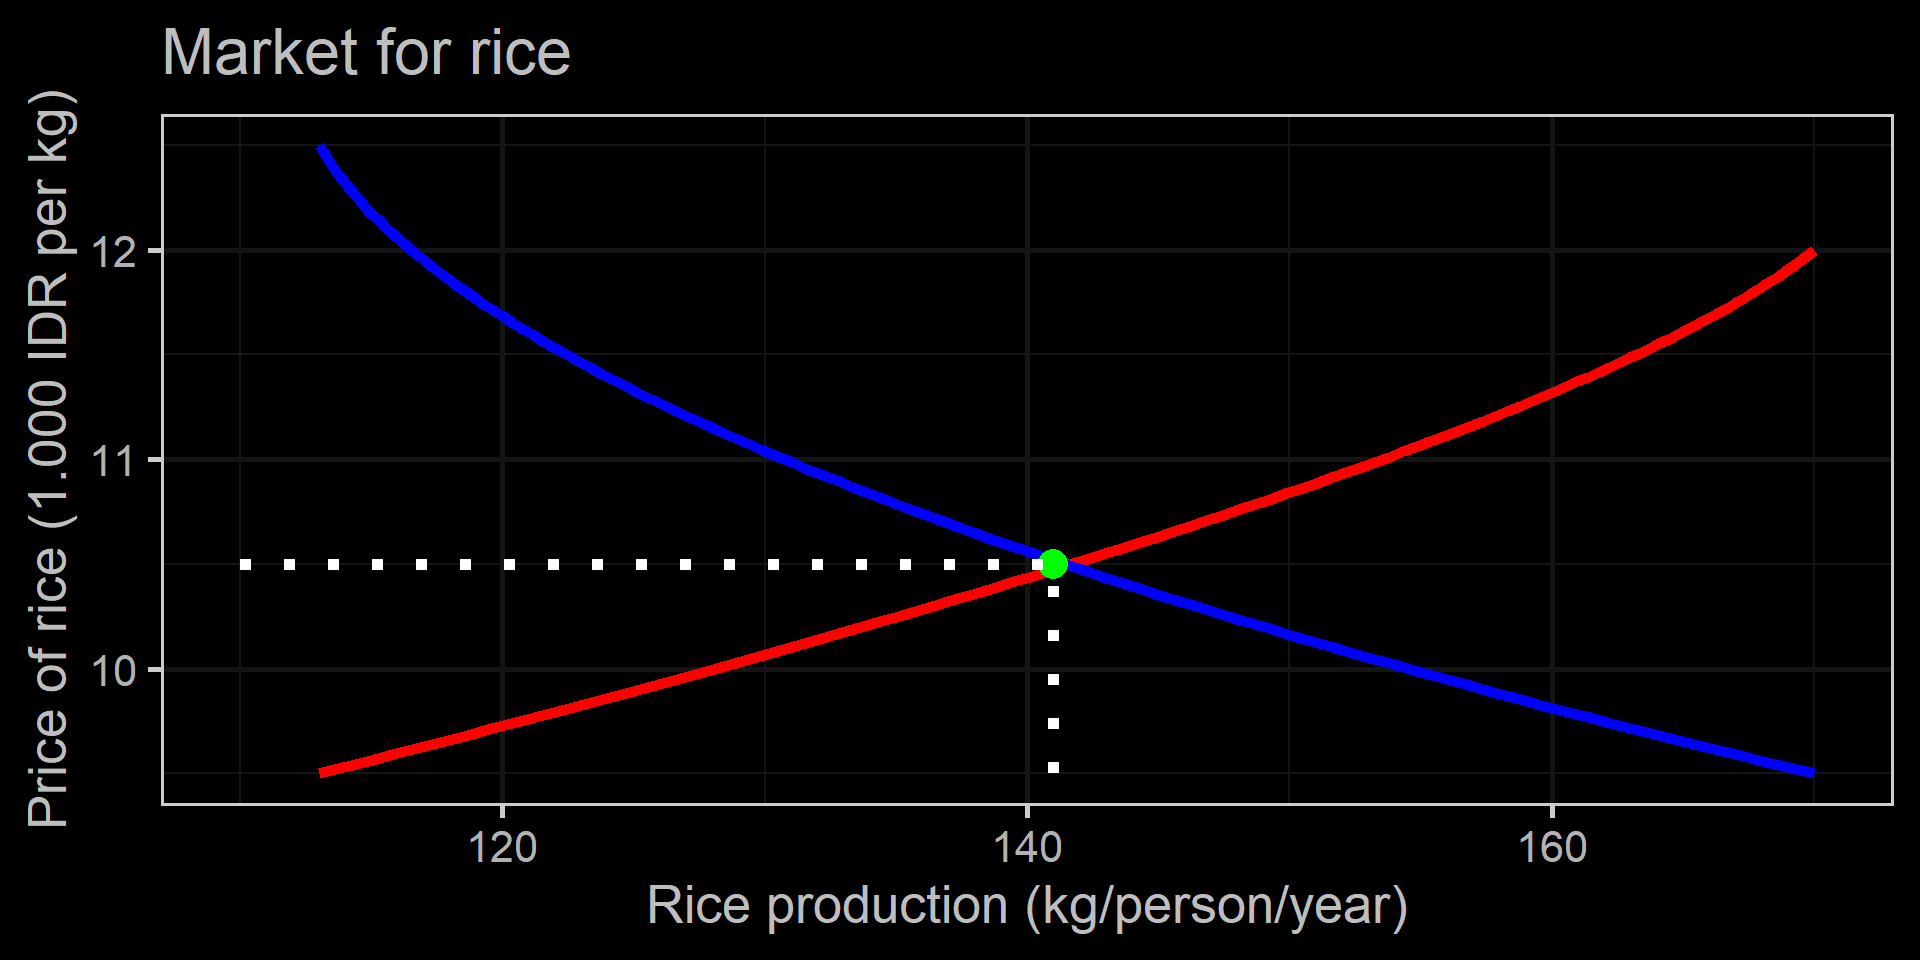 Market for rice
Price of rice (1.000 IDR per kg)
12
11
10
120
140
160
Rice production (kg/person/year)